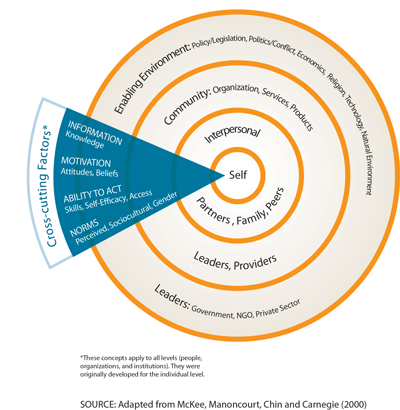 Enabling Environment: Policy/Legislation, Politics/Conflict, Economics, Religion, Technology, Natural Environment
Community: Organization, Services, Products
Interpersonal
Self
Partners, Family, Peers
Leaders, Providers
Leaders: Government, NGO, Private Sector
Cross-cutting Factors*
INFORMATION
Knowledge
MOTIVATION
Attitudes, Beliefs
ABILITY TO ACT
Skills, Self-Efficacy, Access
NORMS
Perceived, Sociocultural, Gender
*These concepts apply to all levels (people,
organizations, and institutions). They were
originally developed for the individual level.
SOURCE: Adapted from McKee, Manoncourt, Chin and Carnegie (2000)